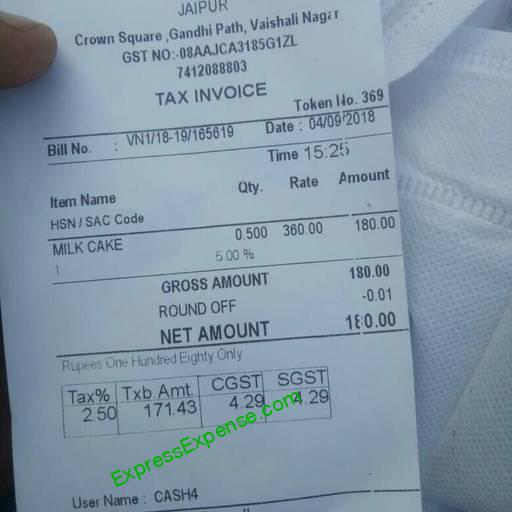 JAIPUR
Crown Square ,Gandhi Path, Vaishali Nagar
GST NO:-08AAJCA3185G1ZL
7412088803
TAX INVOICE
Token No. 369
Bill No. : VN1/18-19/165619 Date : 04/09/2018
Time 15:25
Item Name Qty. Rate Amount
HSN / SAC Code
MILK CAKE 0.500 360.00 180.00
1 5.00 %
GROSS AMOUNT 180.00
ROUND OFF -0.01
NET AMOUNT 180.00
Rupees One Hundred Eighty Only
Tax% Txb.Amt. CGST SGST
2.50 171.43 4.29 4.29
ExpressExpense.com
User Name : CASH4